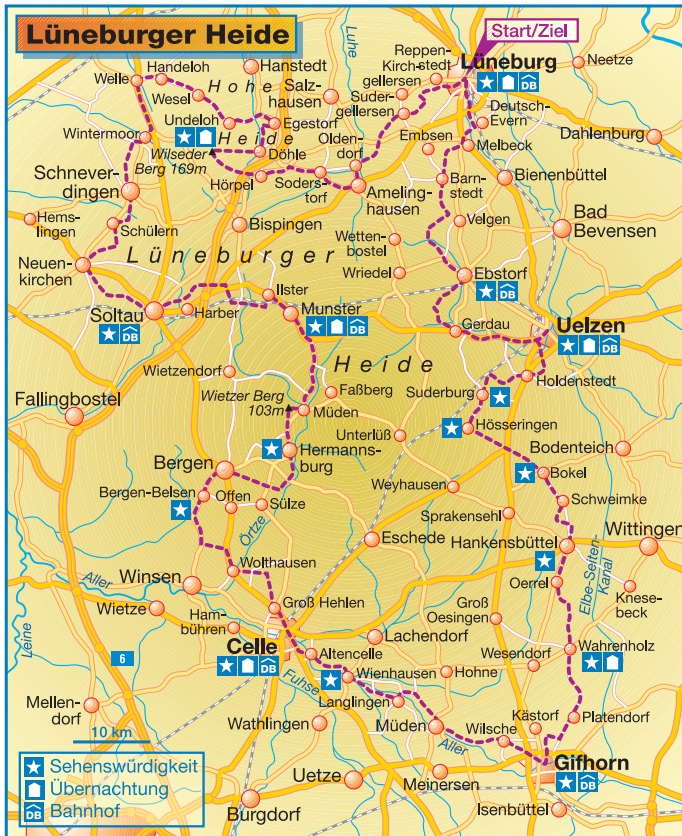 Lüneburger Heide
Start/Ziel
Lüneburg
DB
Reppen-
Kirch-stedt
gellersen
Neetze
Handeloh
Hanstedt
Luhe
Welle
Wesel
Hohe
Heide
Salz-
hausen
Suder-
gellersen
Deutsch-
Evern
Undeloh
Egestorf
Embsen
Dahlenburg
Wintermoor
Wilseder
Berg 169m
Döhle
Olden-
dorf
Melbeck
Schnever-
dingen
Hörpel
Soders-
torf
Ameling-
hausen
Barn-
stedt
Bienenbüttel
Hems-
lingen
Schülern
Bispingen
Velgen
Bad
Bevensen
Lüneburger
Wetten-
bostel
Neuen-
kirchen
Wriedel
Ebstorf
DB
Ilster
Soltau
DB
Harber
Munster
DB
Gerdau
Uelzen
DB
Heide
Wietzendorf
Wietzer Berg
103m
Faßberg
Suderburg
Holdenstedt
Fallingbostel
Müden
Hösseringen
Unterlüß
Hermanns-
burg
Bodenteich
Bergen
Bokel
Bergen-Belsen
Offen
Sülze
Weyhausen
Schweimke
Örtze
Sprakensehl
Wittingen
Eschede
Hankensbüttel
Elbe-Seiten-
Kanal
Wolthausen
Aller
Winsen
Oerrel
Knese-
beck
Wietze
Groß Hehlen
Groß
Oesingen
Ham-
bühren
Leine
Lachendorf
Wahrenholz
Celle
DB
Altencelle
6
Fuhse
Wienhausen
Hohne
Wesendorf
Langlingen
Mellen-
dorf
Wathlingen
Müden
Kästorf
Platendorf
Wilsche
Aller
10 km
Gifhorn
DB
Uetze
Meinersen
Sehenswürdigkeit
Übernachtung
DB Bahnhof
Burgdorf
Isenbüttel